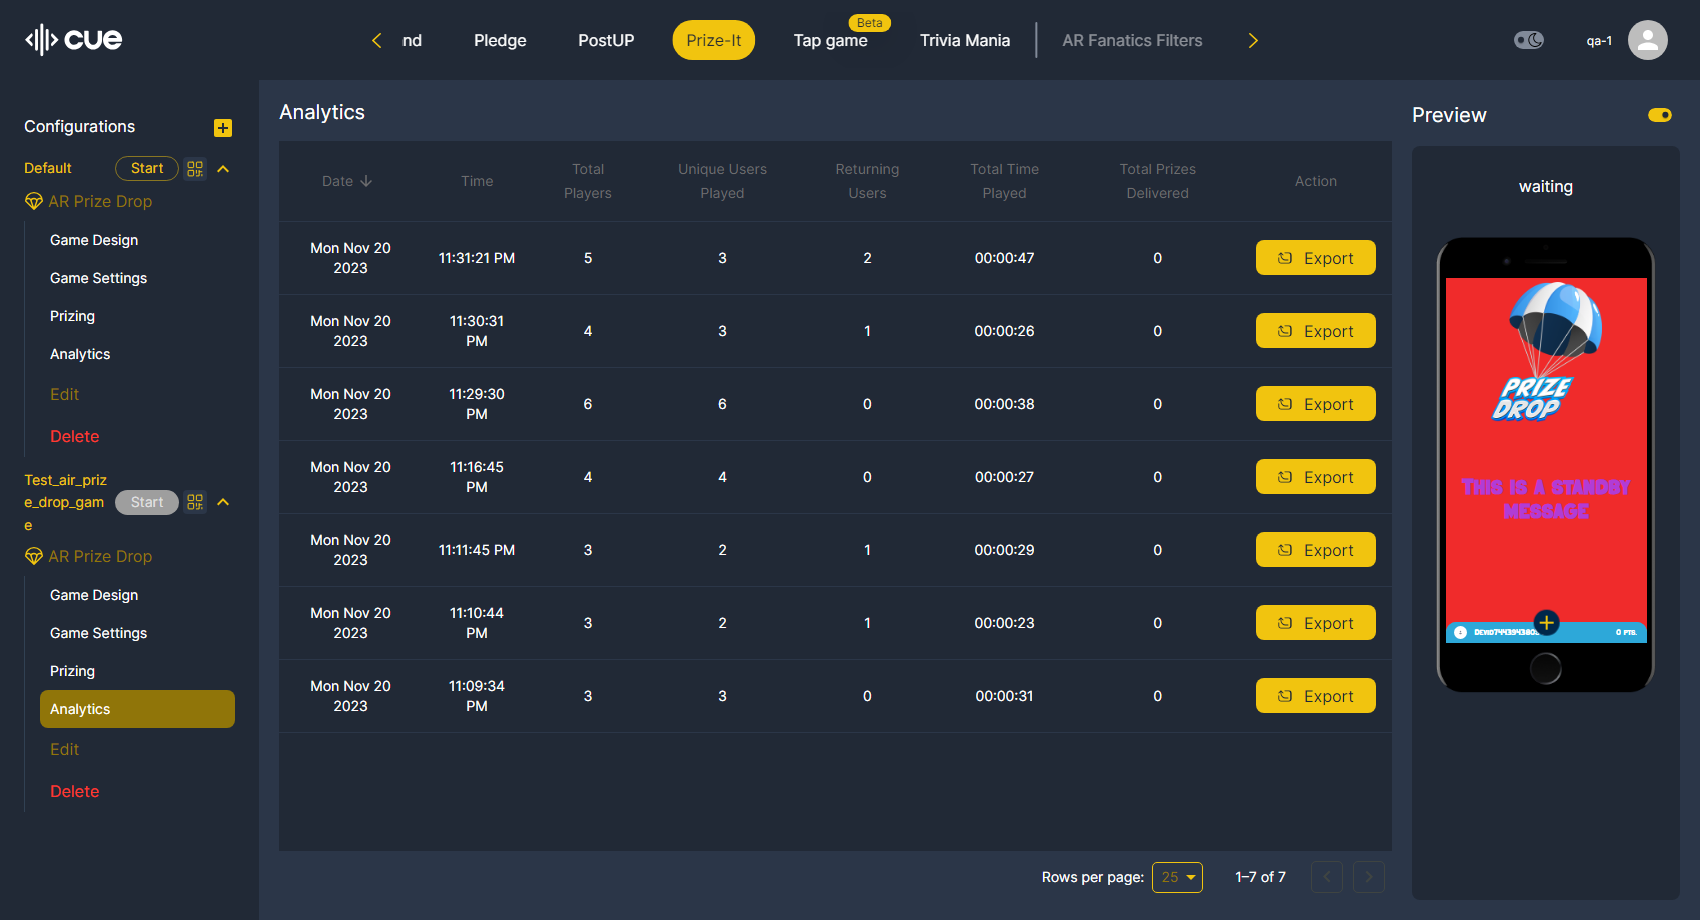 cue
nd
Pledge
PostUP
Prize-It
Beta
Tap game
Trivia Mania
AR Fanatics Filters
qa-1
Configurations
Default
Start
AR Prize Drop
Game Design
Game Settings
Prizing
Analytics
Edit
Delete
Test_air_priz
e_drop_gam
e
Start
AR Prize Drop
Game Design
Game Settings
Prizing
Analytics
Edit
Delete
Analytics
Date
Time
Total
Players
Unique Users
Played
Returning
Users
Total Time
Played
Total Prizes
Delivered
Action
Mon Nov 20
2023
11:31:21 PM
5
3
2
00:00:47
0
Export
Mon Nov 20
2023
11:30:31
PM
4
3
1
00:00:26
0
Export
Mon Nov 20
2023
11:29:30
PM
6
6
0
00:00:38
0
Export
Mon Nov 20
2023
11:16:45
PM
4
4
0
00:00:27
0
Export
Mon Nov 20
2023
11:11:45 PM
3
2
1
00:00:29
0
Export
Mon Nov 20
2023
11:10:44
PM
3
2
1
00:00:23
0
Export
Mon Nov 20
2023
11:09:34
PM
3
3
0
00:00:31
0
Export
Rows per page:
25
1–7 of 7
Preview
waiting
PRIZE
DROP
THIS IS A STANDBY
MESSAGE
0 PTS.